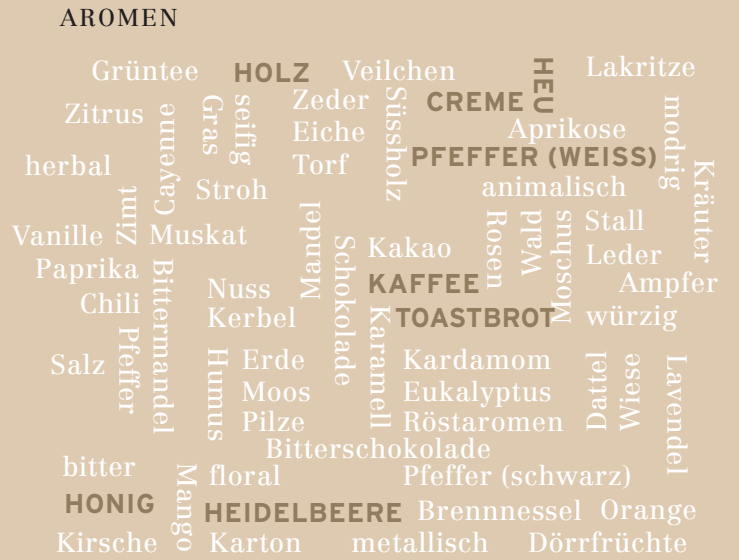 AROMEN
Grüntee HOLZ Veilchen HEU Lakritze
Zitrus Cayenne Gras seifig Zeder Süssholz CREME modrig
Eiche Aprikose
herbal Torf PFEFFER (WEISS) Kräuter
Zimt Stroh animalisch
Vanille Muskat Mandel Kakao Rosen Wald Moschus Stall
Paprika Bittermandel Schokolade Leder
Chili Nuss KAFFEE Ampfer
Pfeffer Kerbel Karamell TOASTBROT würzig
Salz Humus Erde Kardamom Dattel Wiese Lavendel
Moos Eukalyptus
Pilze Röstaromen
Bitterschokolade
bitter Mango floral Pfeffer (schwarz)
HONIG HEIDELBEERE Brennnessel Orange
Kirsche Karton metallisch Dörrfrüchte